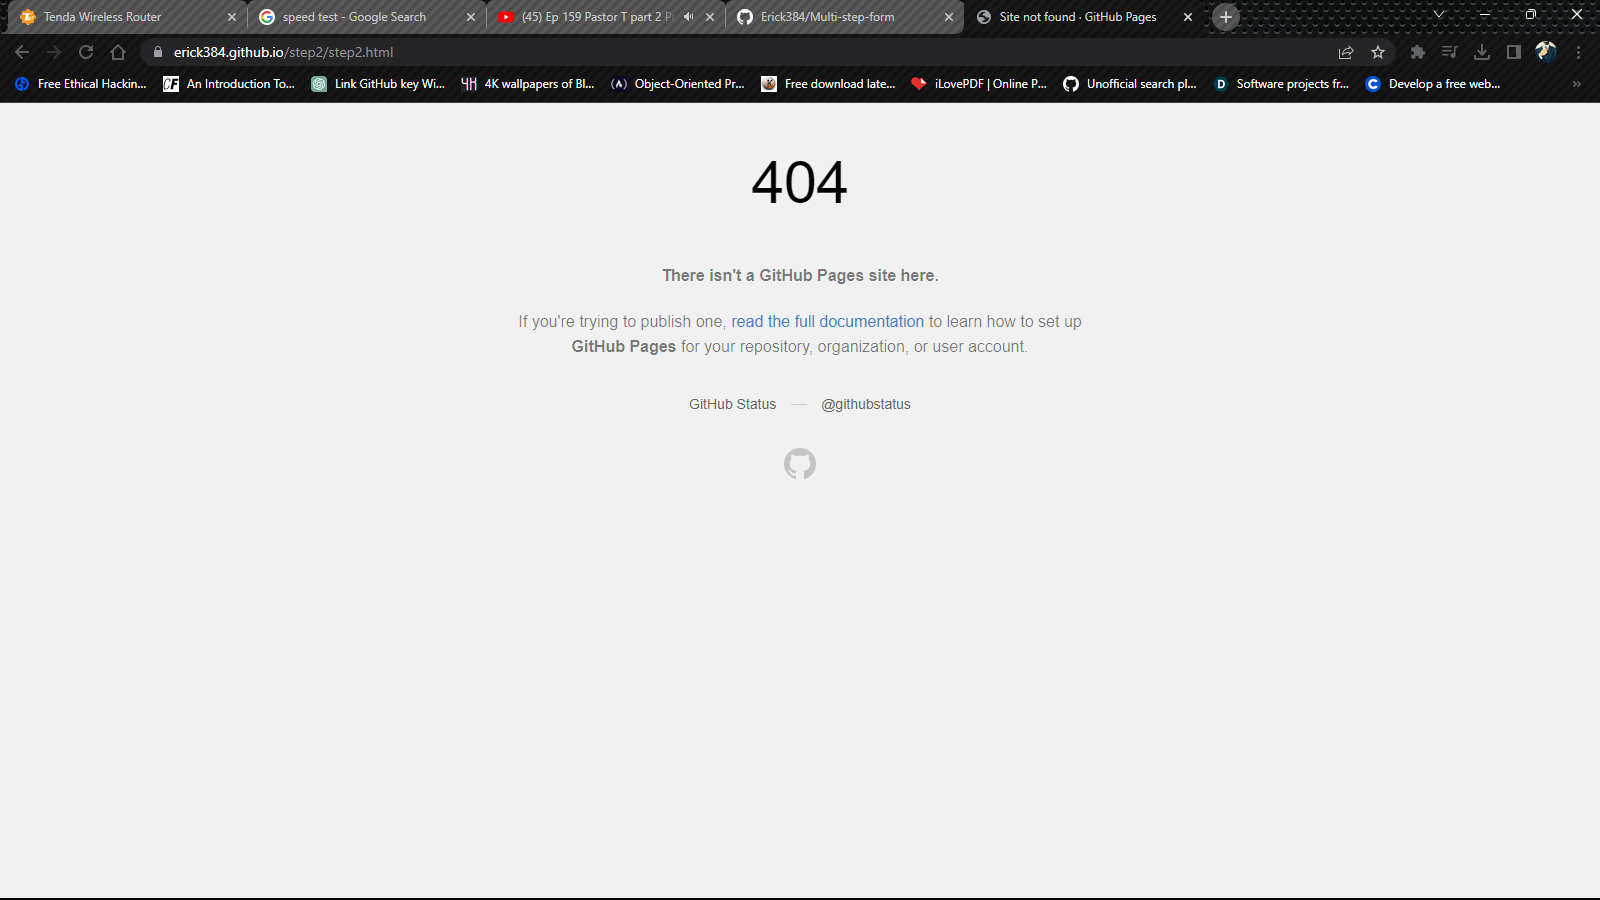 Tenda Wireless Router
speed test - Google Search
(45) Ep 159 Pastor T part 2 P
Erick384/Multi-step-form
Site not found · GitHub Pages
erick384.github.io/step2/step2.html
Free Ethical Hackin...
CF An Introduction To...
Link GitHub key Wi...
4K wallpapers of Bl...
Object-Oriented Pr...
Free download late...
iLovePDF | Online P...
Unofficial search pl...
D Software projects fr...
C Develop a free web...
»
404
There isn't a GitHub Pages site here.
If you're trying to publish one, read the full documentation to learn how to set up
GitHub Pages for your repository, organization, or user account.
GitHub Status — @githubstatus